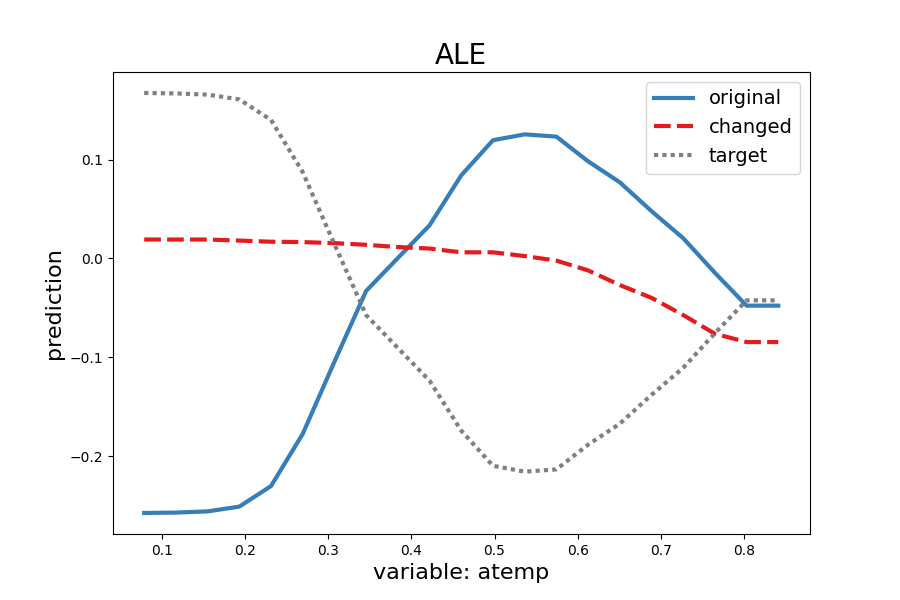 ALE
original
changed
target
prediction
0.1
0.0
−0.1
−0.2
0.1 0.2 0.3 0.4 0.5 0.6 0.7 0.8
variable: atemp